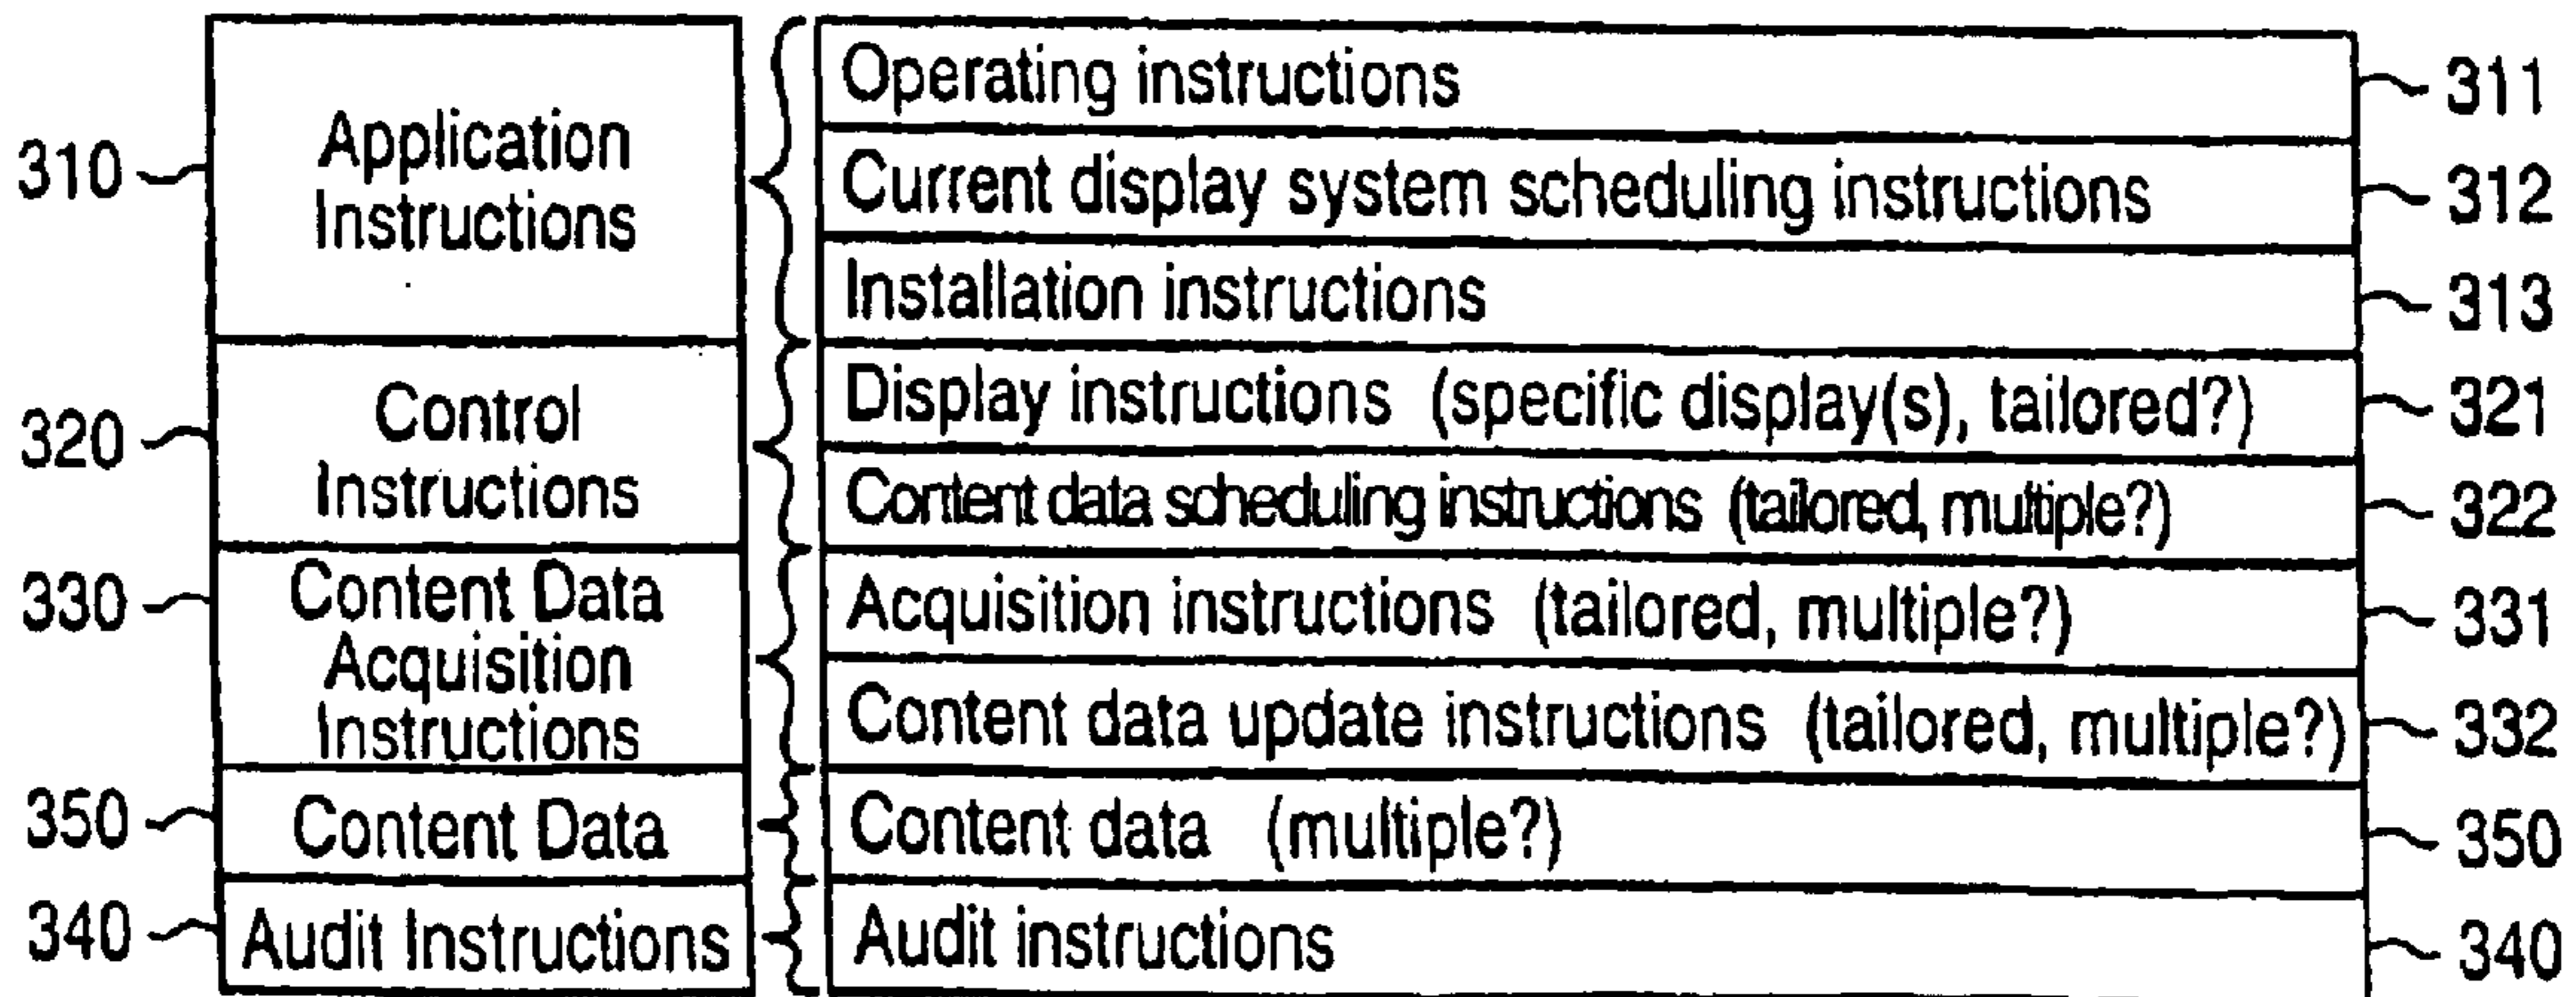 310
Application
Instructions
320
Control
Instructions
330
Content Data
Acquisition
Instructions
350
Content Data
340
Audit Instructions
Operating instructions
311
Current display system scheduling instructions
312
Installation instructions
313
Display instructions (specific display(s), tailored?)
321
Content data scheduling instructions (tailored, multiple?)
322
Acquisition instructions (tailored, multiple?)
331
Content data update instructions (tailored, multiple?)
332
Content data (multiple?)
350
Audit instructions
340